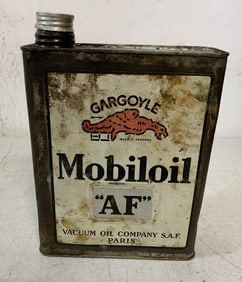 GARGOYLE
Mobiloil
"AF"
VACUUM OIL COMPANY S.A.F.
PARIS.